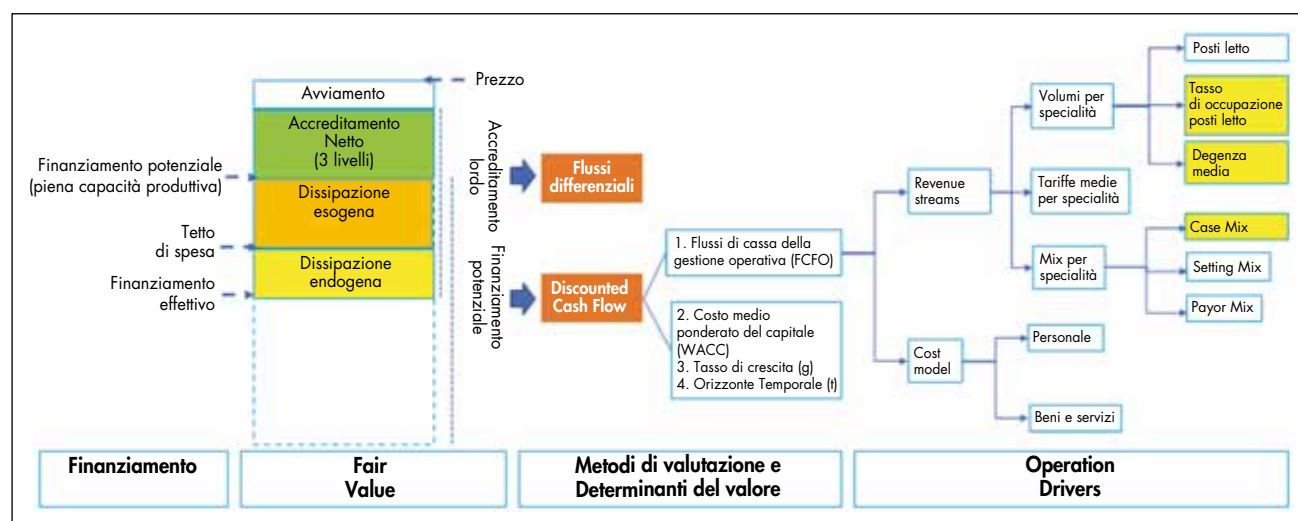 Prezzo
Avviamento
Accreditamento
Netto
(3 livelli)
Dissipazione
esogena
Dissipazione
endogena
Finanziamento potenziale
(piena capacità produttiva)
Tetto
di spesa
Finanziamento
effettivo
Accreditamento
lordo
Finanziamento
potenziale
Flussi
differenziali
Discounted
Cash Flow
1. Flussi di cassa della
gestione operativa (FCFO)
2. Costo medio
ponderato del capitale
(WACC)
3. Tasso di crescita (g)
4. Orizzonte Temporale (t)
Revenue
streams
Cost
model
Volumi per
specialità
Tariffe medie
per specialità
Mix per
specialità
Personale
Beni e servizi
Posti letto
Tasso
di occupazione
posti letto
Degenza
media
Case Mix
Setting Mix
Payor Mix
Finanziamento
Fair
Value
Metodi di valutazione e
Determinanti del valore
Operation
Drivers